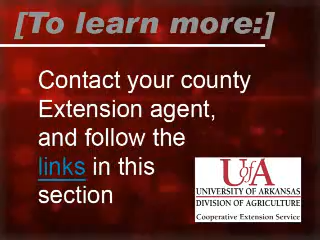 [To learn more:]
Contact your county
Extension agent,
and follow the
links in this
section
UofA
UNIVERSITY OF ARKANSAS
DIVISION OF AGRICULTURE
Cooperative Extension Service